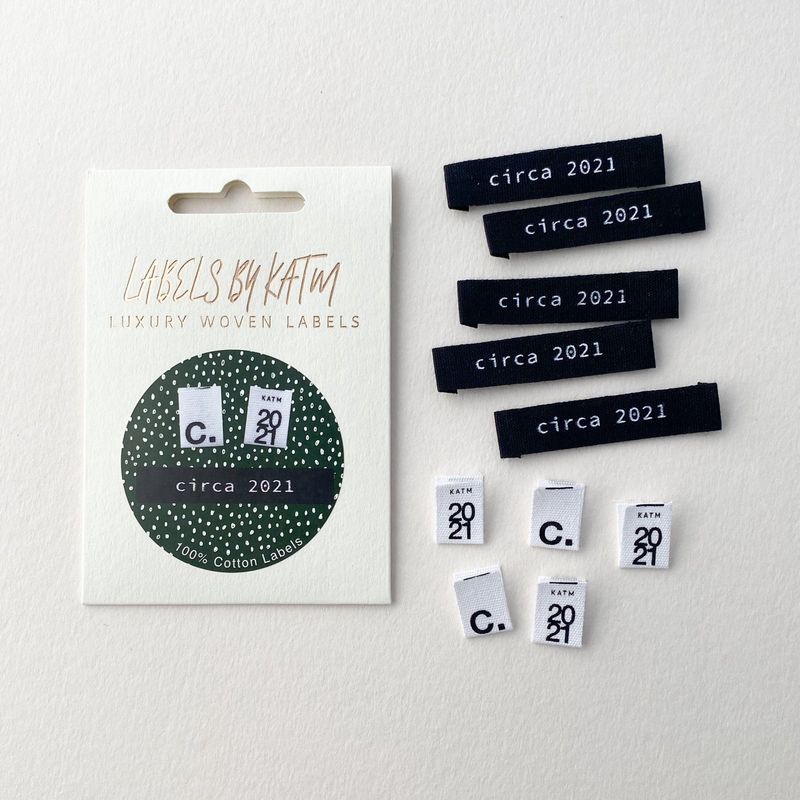 LABELS BY KATM
LUXURY WOVEN LABELS
C.
KATM
20
21
circa 2021
100% Cotton Labels
circa 2021
circa 2021
circa 2021
circa 2021
circa 2021
KATM
20
21
C.
KATM
20
21
C.
KATM
20
21